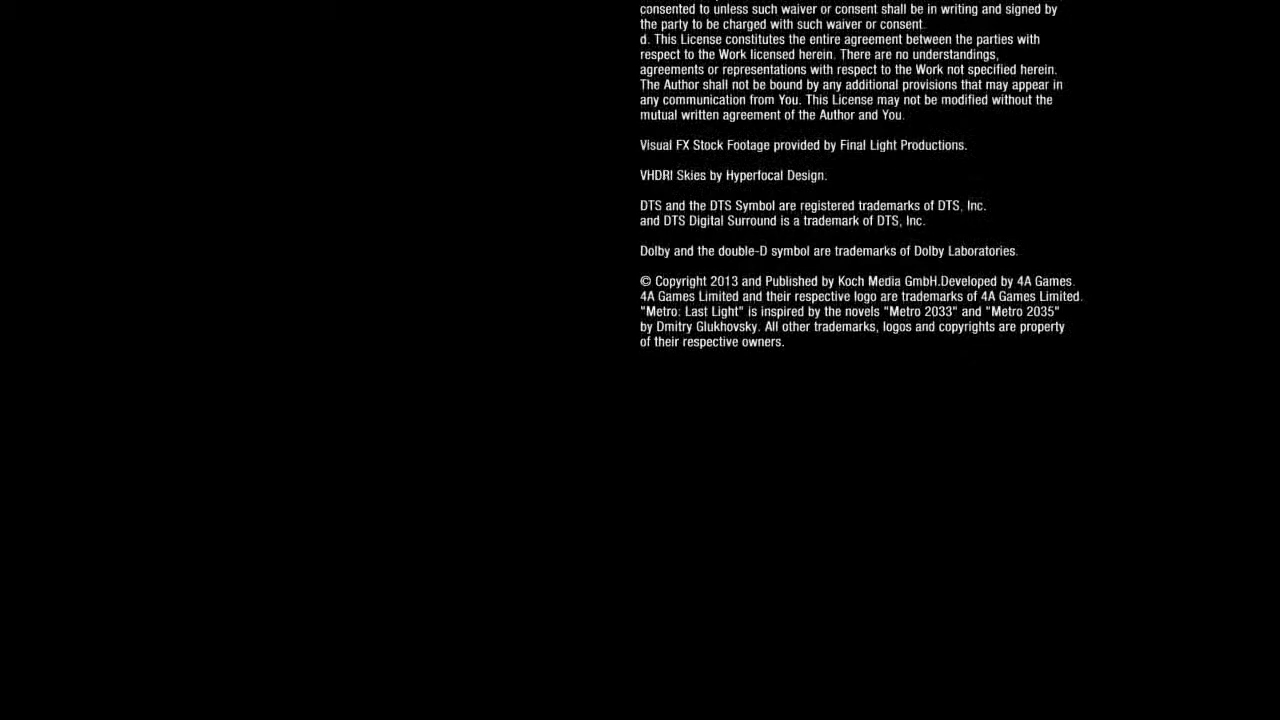 consented to unless such waiver or consent shall be in writing and signed by
the party to be charged with such waiver or consent.
d. This License constitutes the entire agreement between the parties with
respect to the Work licensed herein. There are no understandings,
agreements or representations with respect to the Work not specified herein.
The Author shall not be bound by any additional provisions that may appear in
any communication from You. This License may not be modified without the
mutual written agreement of the Author and You.
Visual FX Stock Footage provided by Final Light Productions.
VHDRI Skies by Hyperfocal Design.
DTS and the DTS Symbol are registered trademarks of DTS, Inc.
and DTS Digital Surround is a trademark of DTS, Inc.
Dolby and the double-D symbol are trademarks of Dolby Laboratories.
© Copyright 2013 and Published by Koch Media GmbH.Developed by 4A Games.
4A Games Limited and their respective logo are trademarks of 4A Games Limited.
"Metro: Last Light" is inspired by the novels "Metro 2033" and "Metro 2035"
by Dmitry Glukhovsky. All other trademarks, logos and copyrights are property
of their respective owners.